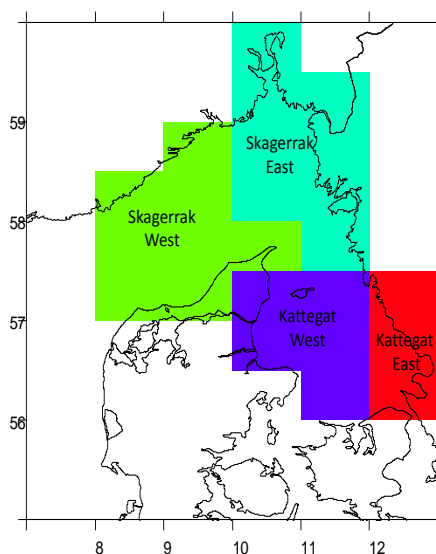 59
Skagerrak
East
Skagerrak
West
58
57
Kattegat
West
Kattegat
East
56
8 9 10 11 12